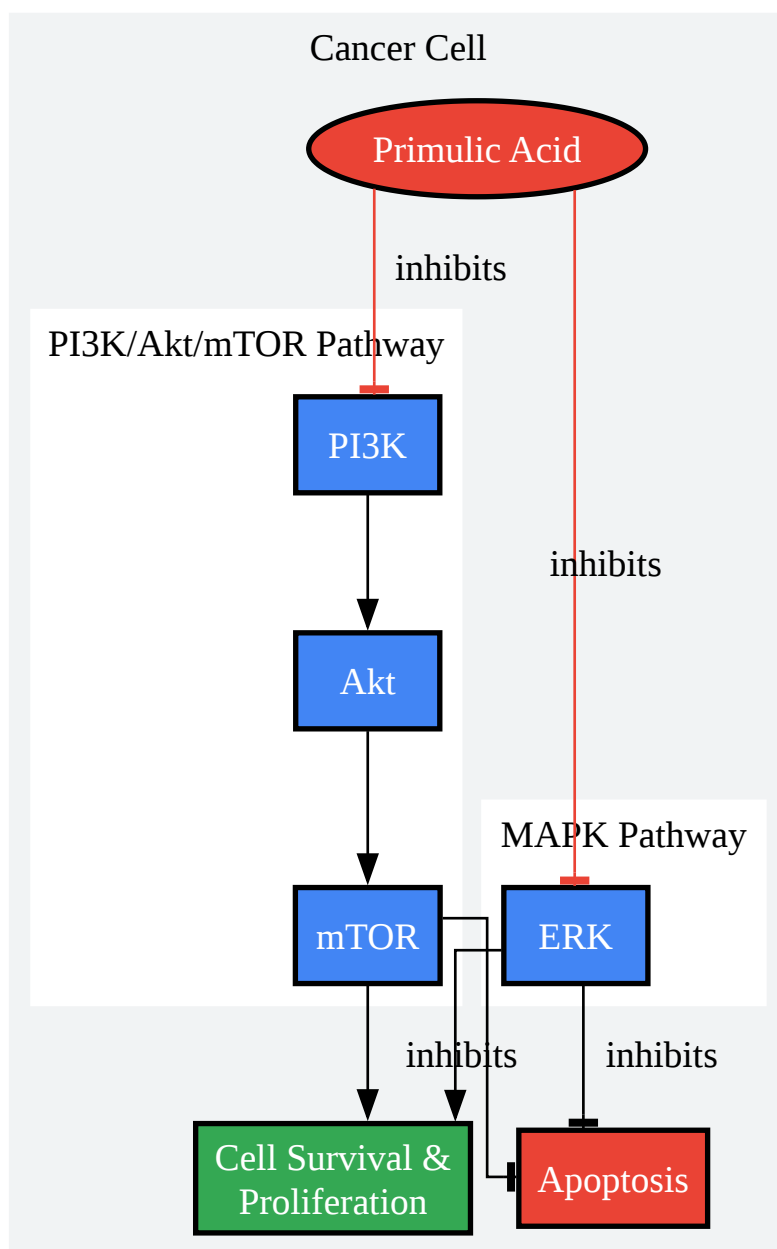 Cancer Cell
Primulic Acid
inhibits
PI3K/Akt/mTOR Pathway
PI3K
inhibits
Akt
MAPK Pathway
mTOR
ERK
inhibits
inhibits
Cell Survival &
Proliferation
Apoptosis